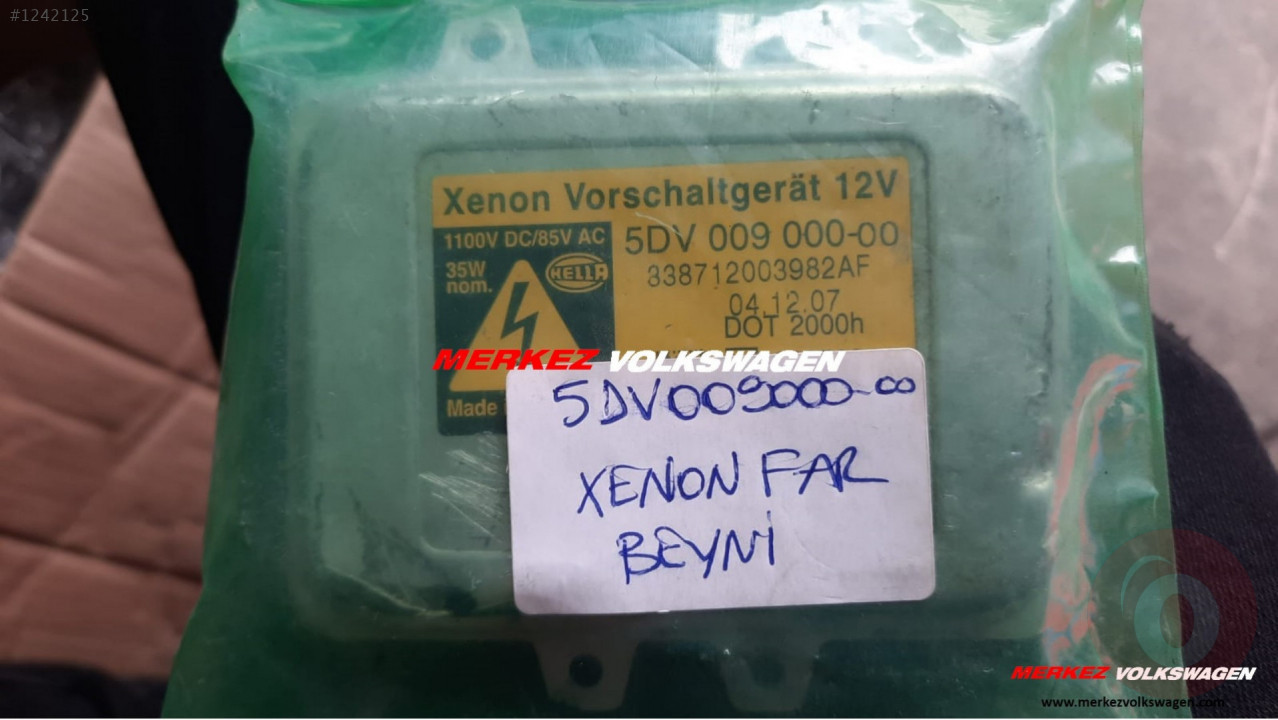 #1242125
Xenon Vorschaltgerät 12V
1100V DC/85V AC
35W
nom.
HELLA
5DV 009 000-00
338712003982AF
04.12.07
DOT 2000h
MERKEZ VOLKSWAGEN
Made
5DV009000-00
XENON FAR
BEYNİ
MERKEZ VOLKSWAGEN
www.merkezvolkswagen.com